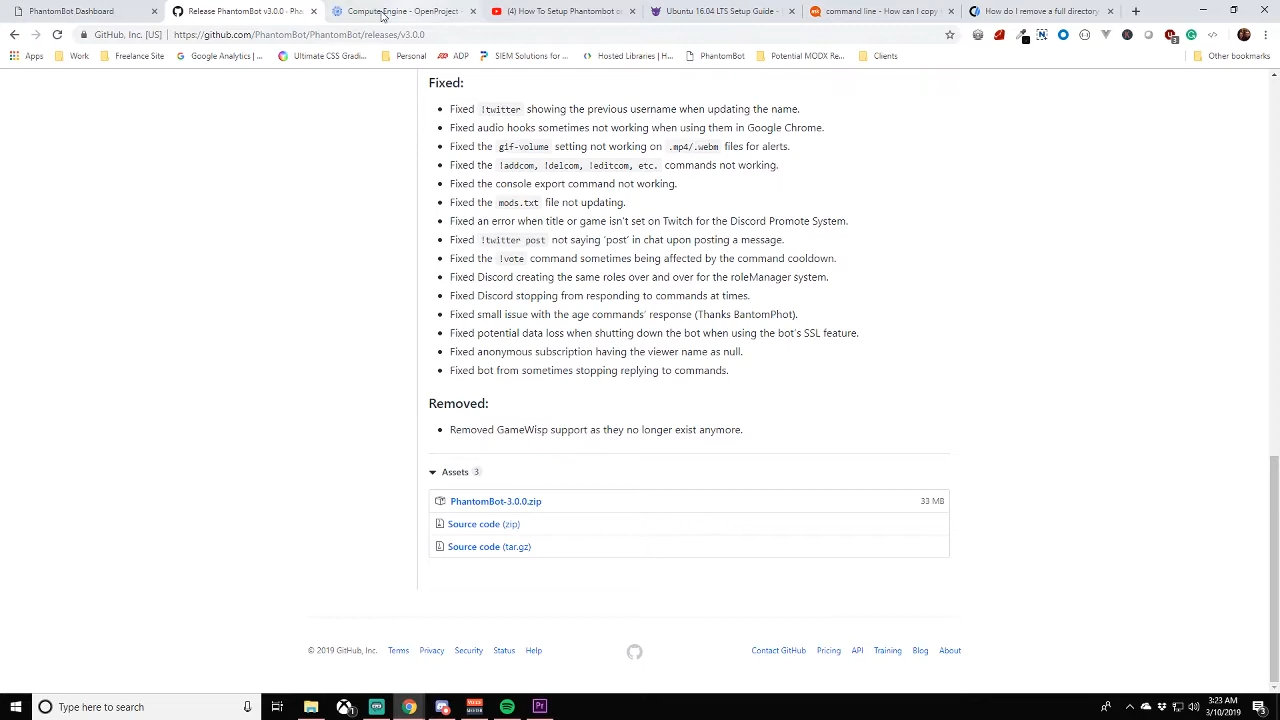 PhantomBot Dashboard
Release PhantomBot v3.0.0 · Pha
Compute Engine - OpenProject
(4) How To Setup Phantombot o
Ubuntu 16.04 LTS Setup Guide -
command line - How can I copy
How do I remove a full directory
GitHub, Inc. [US] | https://github.com/PhantomBot/PhantomBot/releases/v3.0.0
Apps
Work
Freelance Site
Google Analytics | ...
Ultimate CSS Gradi...
Personal
ADP
SIEM Solutions for ...
Hosted Libraries | H...
PhantomBot
Potential MODX Re...
Clients
Other bookmarks
Fixed:
Fixed !twitter showing the previous username when updating the name.
Fixed audio hooks sometimes not working when using them in Google Chrome.
Fixed the gif-volume setting not working on .mp4/.webm files for alerts.
Fixed the !addcom, !delcom, !editcom, etc. commands not working.
Fixed the console export command not working.
Fixed the mods.txt file not updating.
Fixed an error when title or game isn't set on Twitch for the Discord Promote System.
Fixed !twitter post not saying 'post' in chat upon posting a message.
Fixed the !vote command sometimes being affected by the command cooldown.
Fixed Discord creating the same roles over and over for the roleManager system.
Fixed Discord stopping from responding to commands at times.
Fixed small issue with the age commands' response (Thanks BantomPhot).
Fixed potential data loss when shutting down the bot when using the bot's SSL feature.
Fixed anonymous subscription having the viewer name as null.
Fixed bot from sometimes stopping replying to commands.
Removed:
Removed GameWisp support as they no longer exist anymore.
Assets 3
PhantomBot-3.0.0.zip 33 MB
Source code (zip)
Source code (tar.gz)
© 2019 GitHub, Inc. Terms Privacy Security Status Help
Contact GitHub Pricing API Training Blog About
Type here to search
3:23 AM
3/10/2019